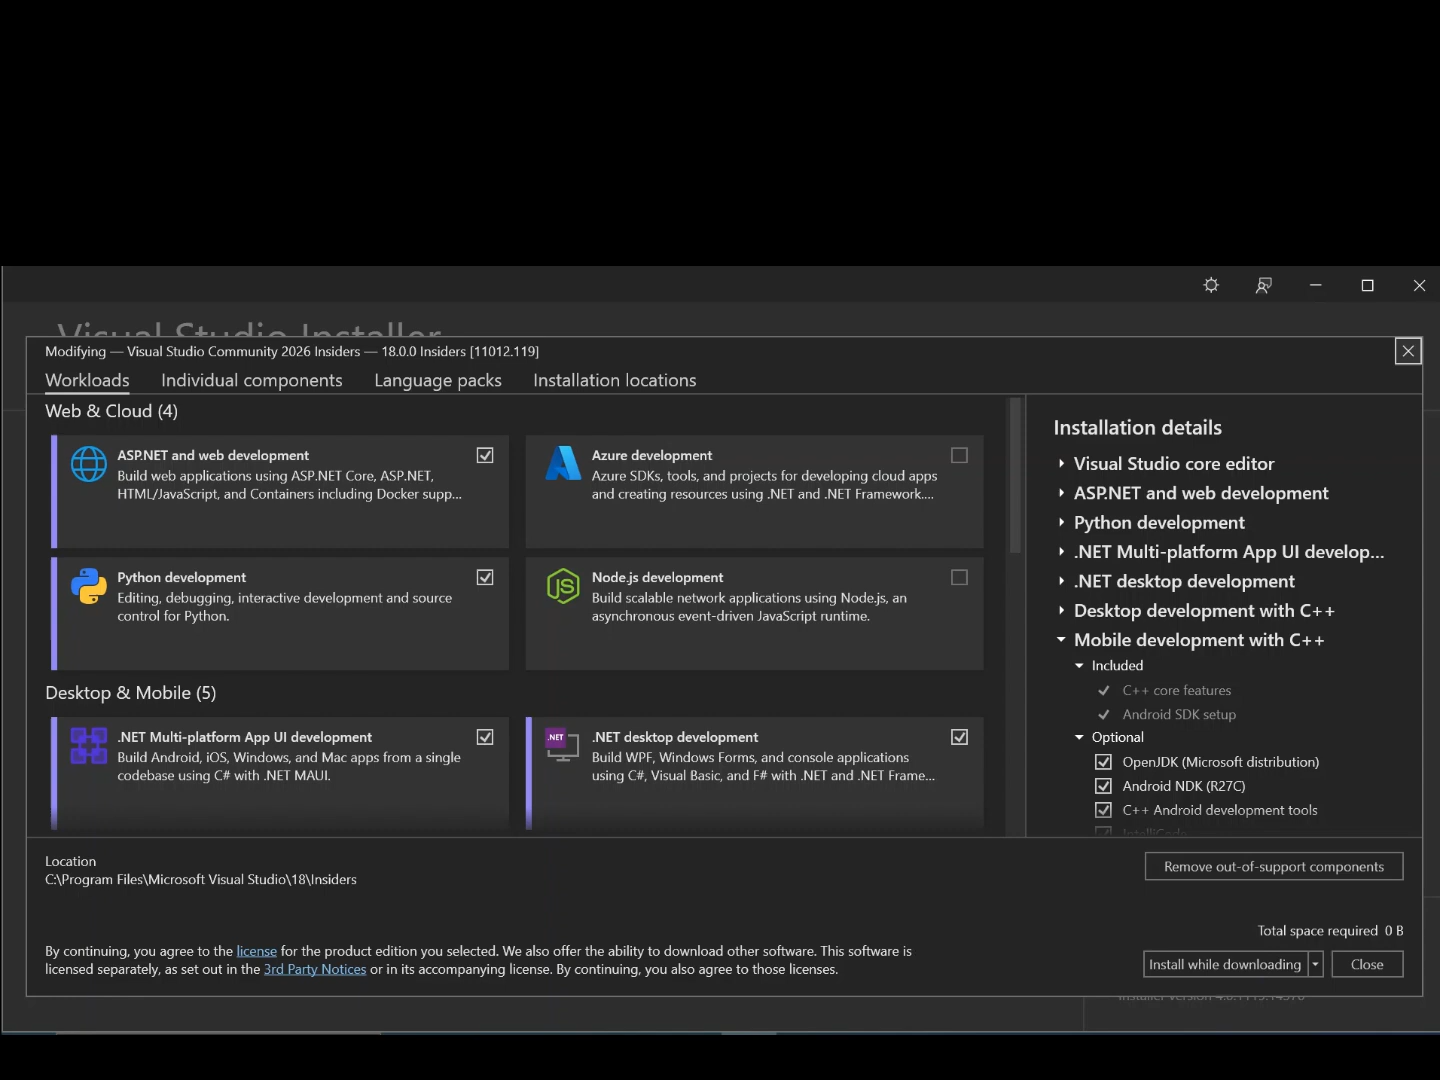 Visual Studio Installer
Modifying — Visual Studio Community 2026 Insiders — 18.0.0 Insiders [11012.119]
Workloads
Individual components
Language packs
Installation locations
Web & Cloud (4)
ASP.NET and web development
Build web applications using ASP.NET Core, ASP.NET,
HTML/JavaScript, and Containers including Docker supp...
Azure development
Azure SDKs, tools, and projects for developing cloud apps
and creating resources using .NET and .NET Framework....
Python development
Editing, debugging, interactive development and source
control for Python.
JS
Node.js development
Build scalable network applications using Node.js, an
asynchronous event-driven JavaScript runtime.
Desktop & Mobile (5)
.NET Multi-platform App UI development
Build Android, iOS, Windows, and Mac apps from a single
codebase using C# with .NET MAUI.
.NET
.NET desktop development
Build WPF, Windows Forms, and console applications
using C#, Visual Basic, and F# with .NET and .NET Frame...
Installation details
Visual Studio core editor
ASP.NET and web development
Python development
.NET Multi-platform App UI develop...
.NET desktop development
Desktop development with C++
Mobile development with C++
Included
C++ core features
Android SDK setup
Optional
OpenJDK (Microsoft distribution)
Android NDK (R27C)
C++ Android development tools
IntelliCode
Location
C:\Program Files\Microsoft Visual Studio\18\Insiders
Remove out-of-support components
Total space required 0 B
By continuing, you agree to the license for the product edition you selected. We also offer the ability to download other software. This software is
licensed separately, as set out in the 3rd Party Notices or in its accompanying license. By continuing, you also agree to those licenses.
Install while downloading
Close
Installer version